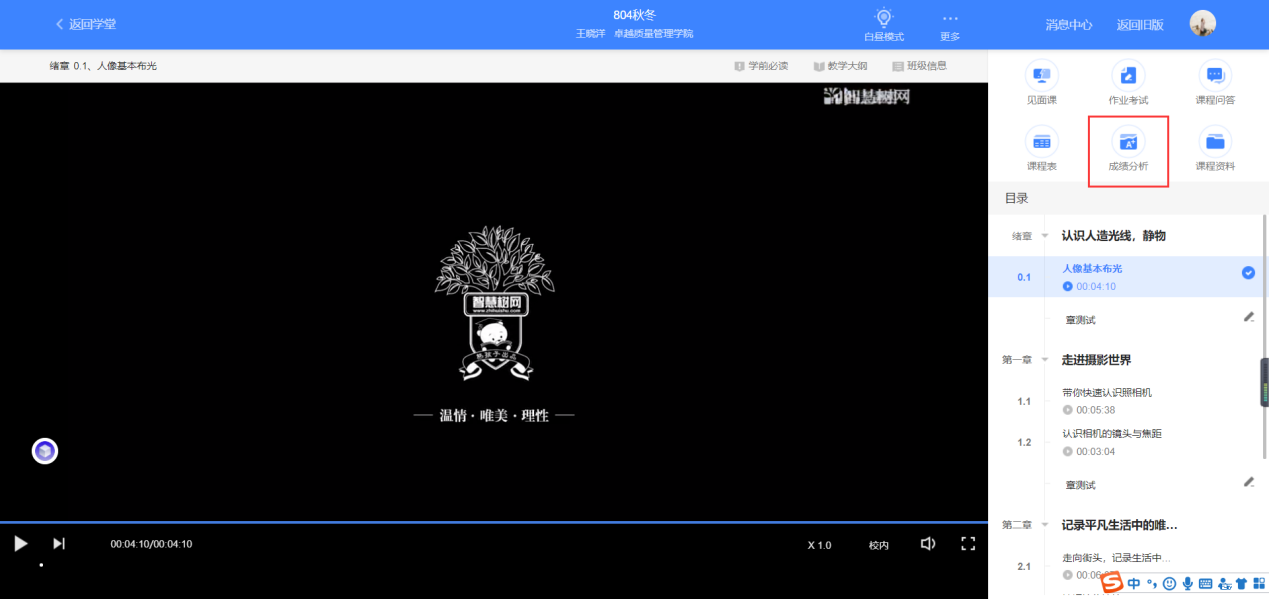 返回学堂
804秋冬
王晓洋 卓越质量管理学院
白昼模式
更多
消息中心
返回旧版
绪章 0.1、人像基本布光
学前必读
教学大纲
班级信息
智慧树网
智慧树网
www.zhihuishu.com
熊孩子出品
温情·唯美·理性
00:04:10/00:04:10
X 1.0
校内
见面课
作业考试
课程问答
课程表
成绩分析
课程资料
目录
绪章
认识人造光线，静物
0.1
人像基本布光
00:04:10
章测试
第一章
走进摄影世界
1.1
带你快速认识照相机
00:05:38
1.2
认识相机的镜头与焦距
00:03:04
章测试
第二章
记录平凡生活中的唯...
2.1
走向街头，记录生活中...
中